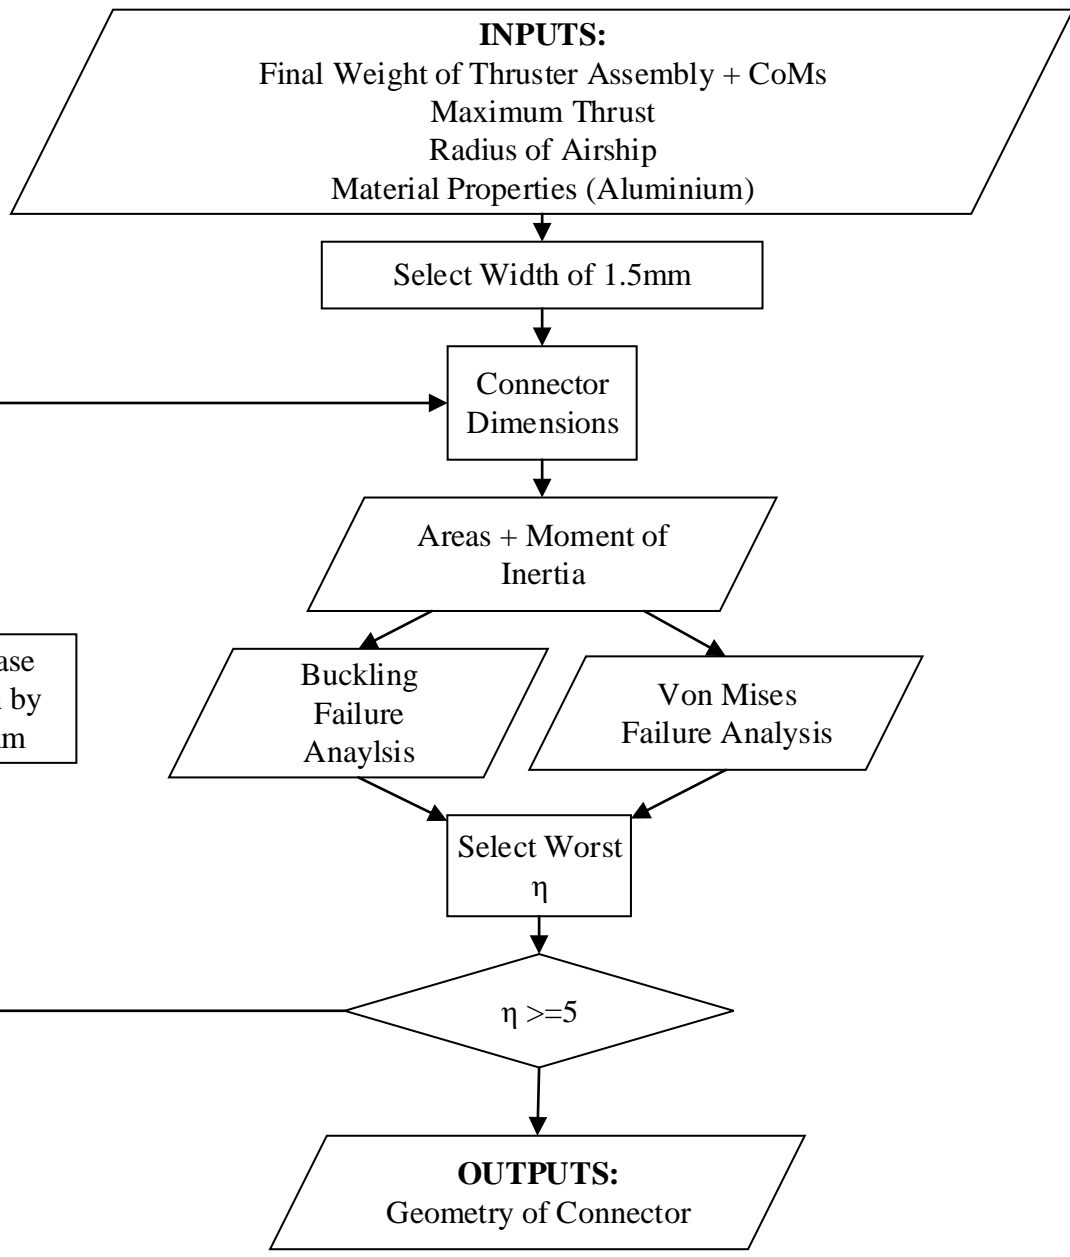 INPUTS:
Final Weight of Thruster Assembly + CoMs
Maximum Thrust
Radius of Airship
Material Properties (Aluminium)
Select Width of 1.5mm
Connector
Dimensions
Areas + Moment of
Inertia
ase
by
m
Buckling
Failure
Anaylsis
Von Mises
Failure Analysis
Select Worst
η
η >=5
OUTPUTS:
Geometry of Connector